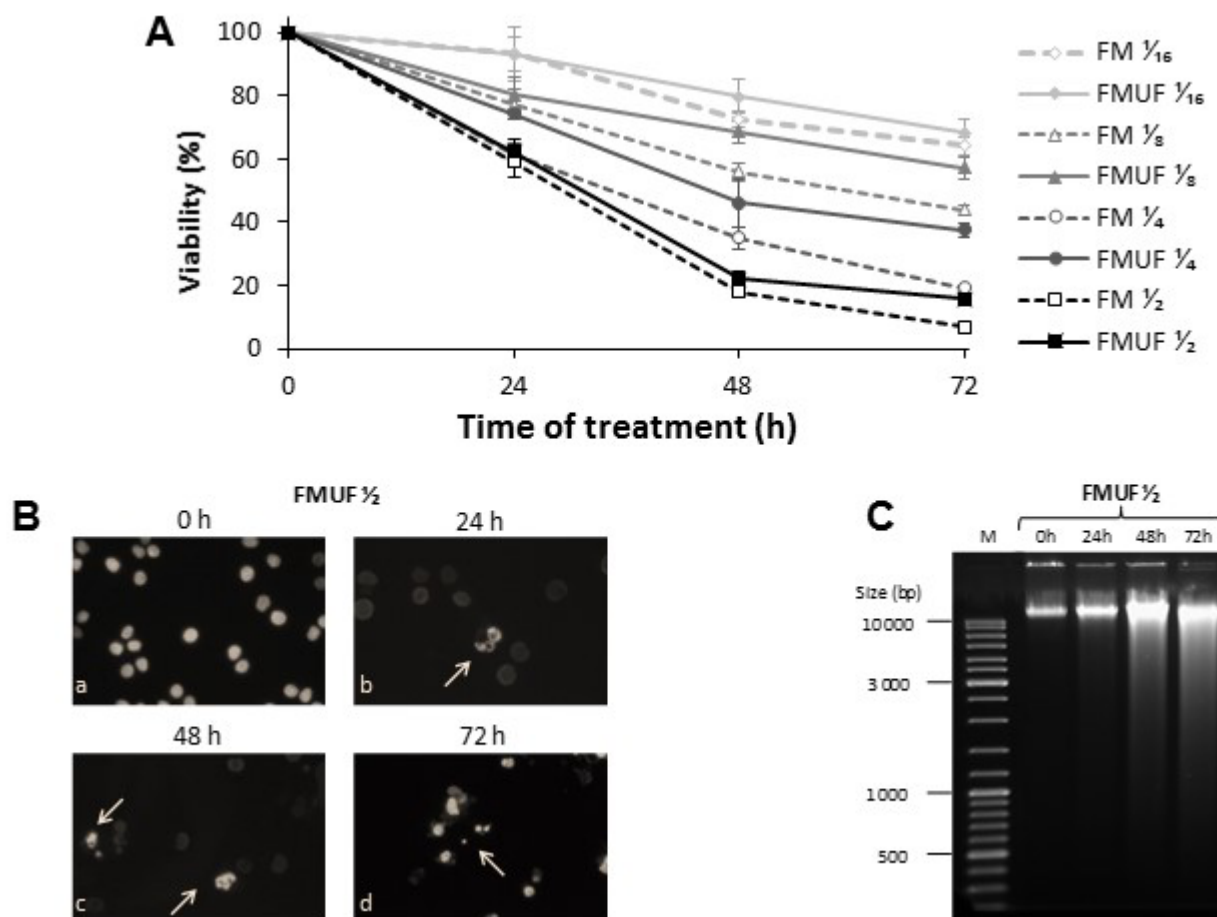 A
100
80
60
40
20
0
Viability (%)
0 24 48 72
Time of treatment (h)
FM ¹⁄₁₆
FMUF ¹⁄₁₆
FM ⅛
FMUF ⅛
FM ¼
FMUF ¼
FM ½
FMUF ½
B
FMUF ½
0 h
24 h
a
b
48 h
72 h
c
d
C
FMUF ½
M 0h 24h 48h 72h
Size (bp)
10000
3 000
1000
500